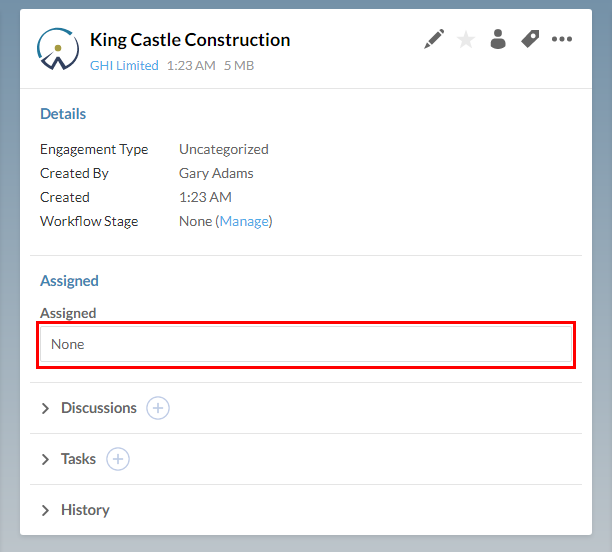 King Castle Construction
GHI Limited 1:23 AM 5 MB
Details
Engagement Type Uncategorized
Created By Gary Adams
Created 1:23 AM
Workflow Stage None (Manage)
Assigned
Assigned
None
Discussions
Tasks
History